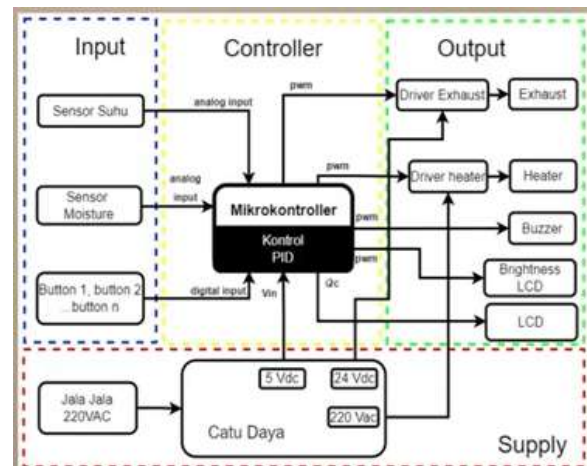 Input
Controller
Output
Sensor Suhu
analog input
pwm
Driver Exhaust
Exhaust
Sensor
Moisture
analog
input
Mikrokontroller
Kontrol
PID
pwm
Driver heater
Heater
pwm
Buzzer
pwm
Brightness
LCD
Button 1, button 2
...button n
digital input
Vin
LCD
Jala Jala
220VAC
5 Vdc
24 Vdc
220 Vac
Catu Daya
Supply